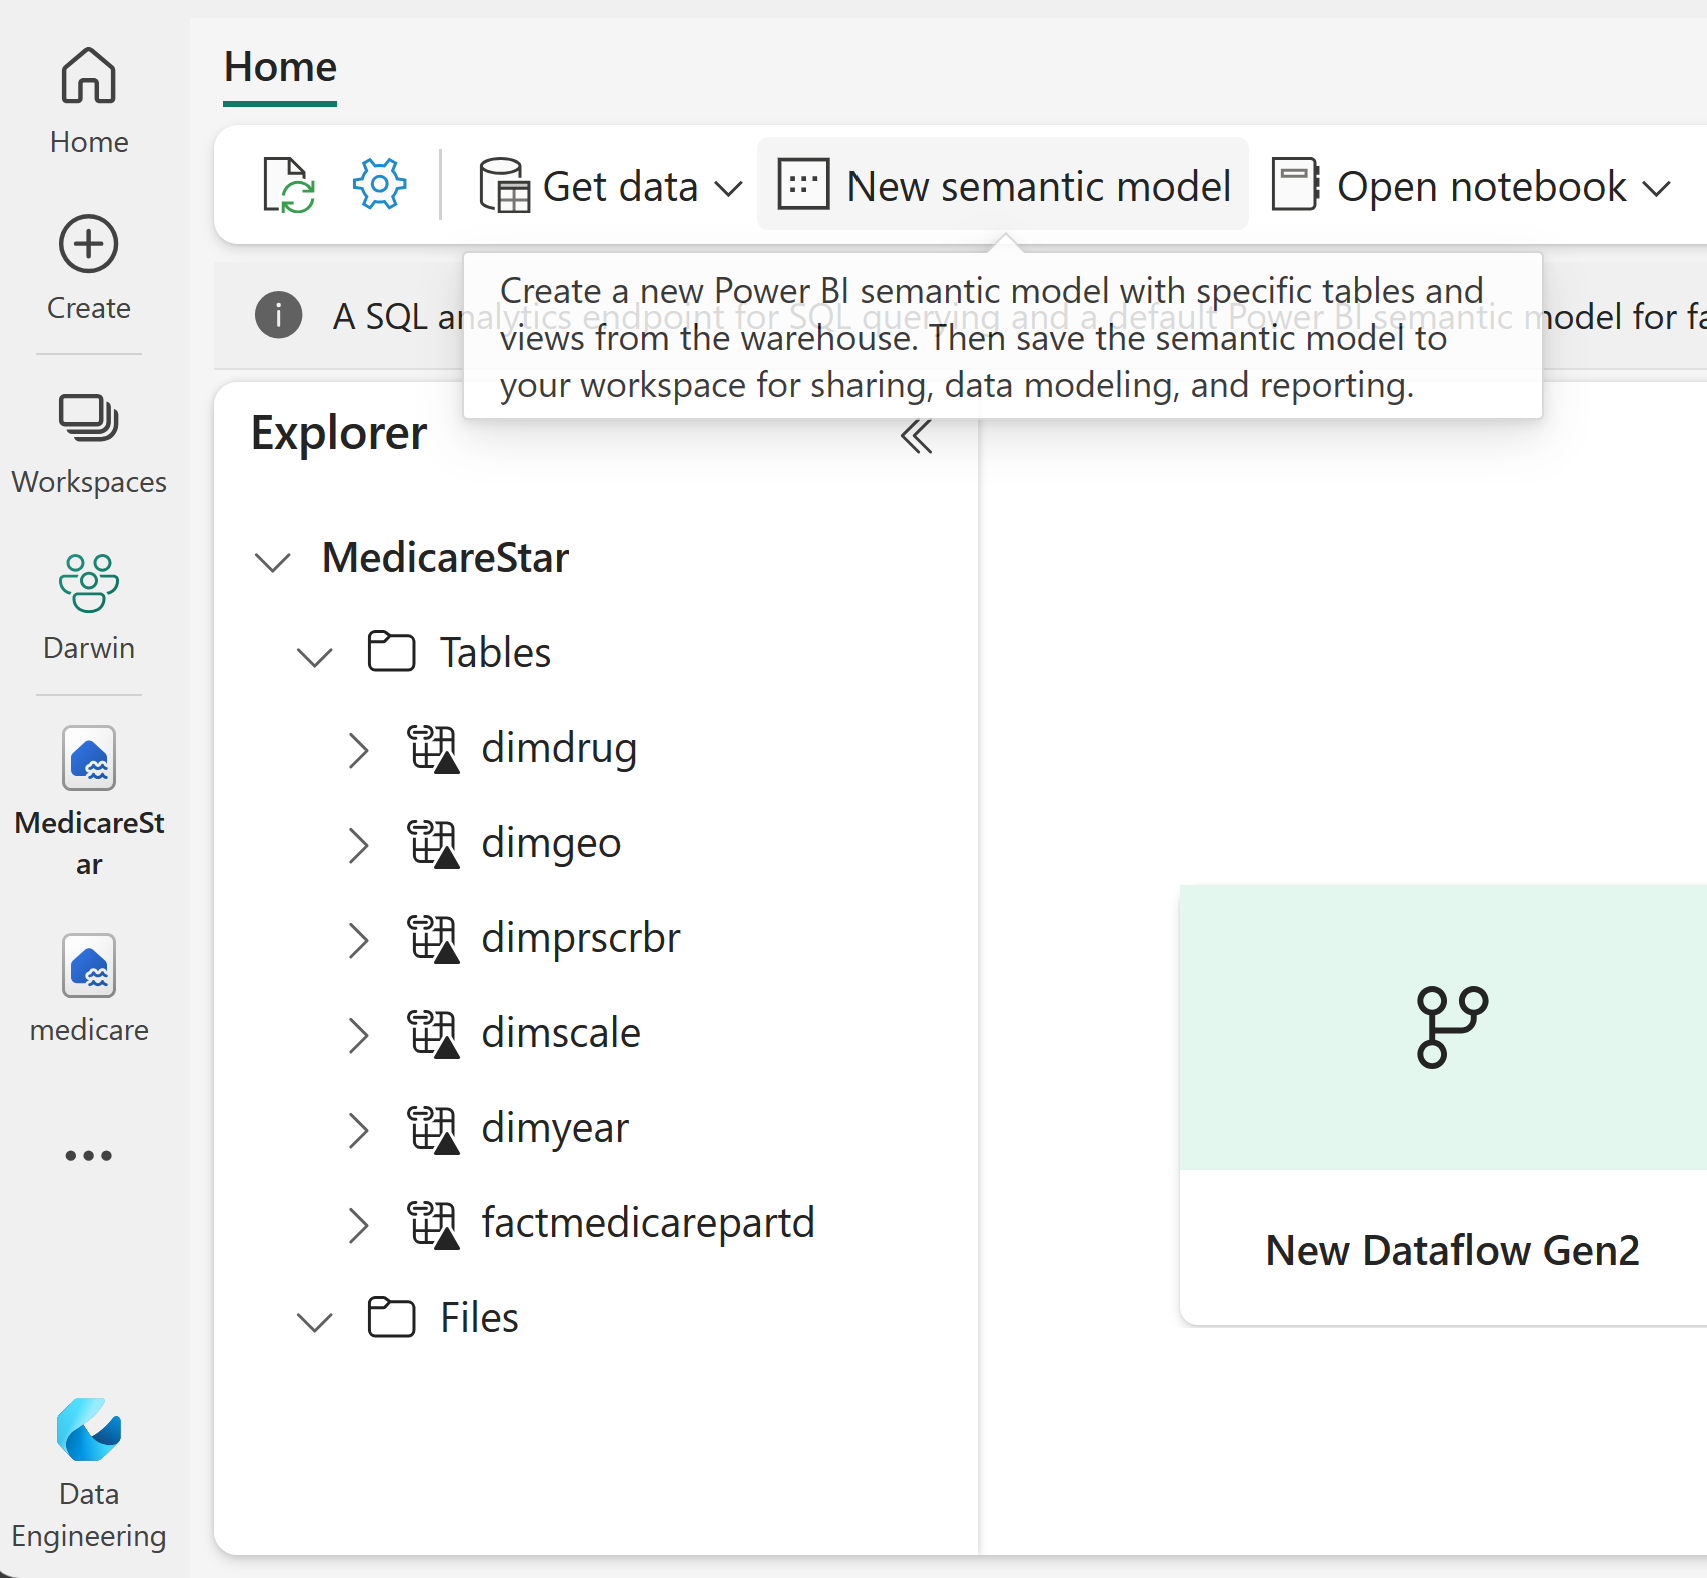 Home
Home
Create
Workspaces
Darwin
MedicareSt
ar
medicare
Data
Engineering
Get data
New semantic model
Open notebook
Create a new Power BI semantic model with specific tables and
views from the warehouse. Then save the semantic model to
your workspace for sharing, data modeling, and reporting.
A SQL analytics endpoint for SQL querying and a default Power BI semantic model for fa
Explorer
MedicareStar
Tables
dimdrug
dimgeo
dimprscrbr
dimscale
dimyear
factmedicarepartd
Files
New Dataflow Gen2